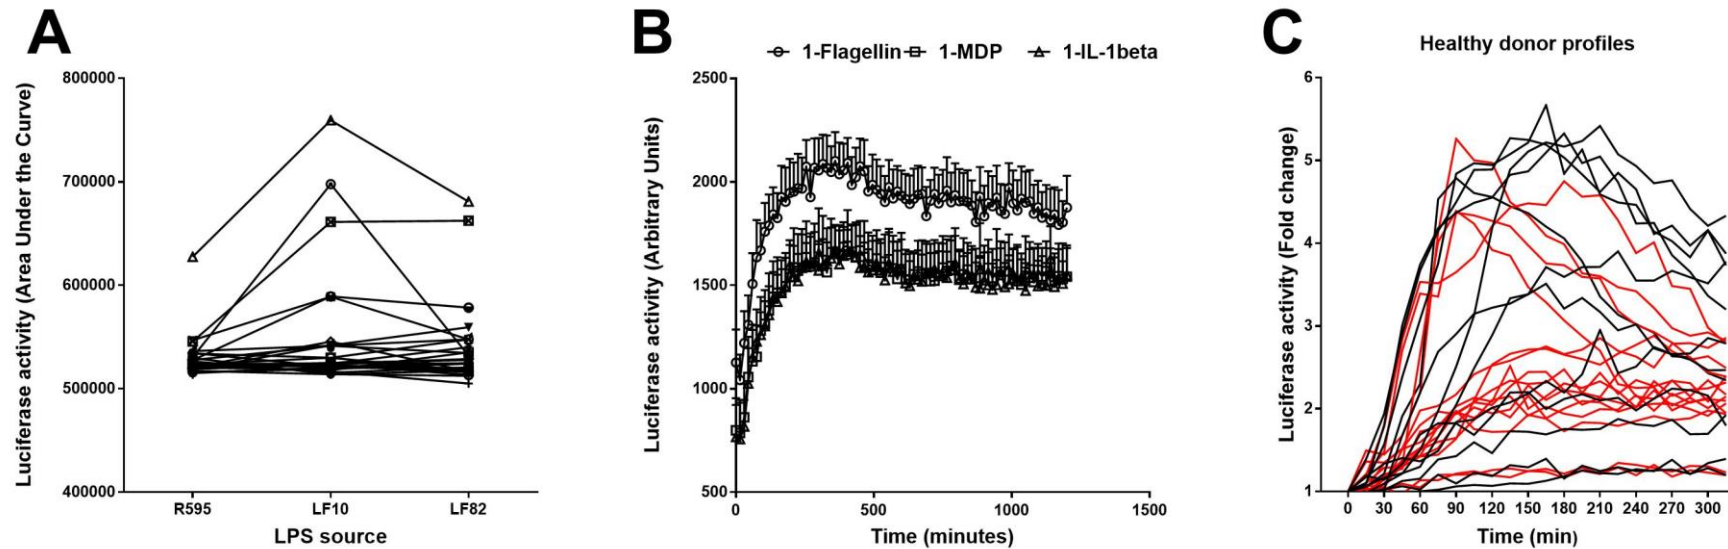 A
Luciferase activity (Area Under the Curve)
800000
700000
600000
500000
400000
R595 LF10 LF82
LPS source
B
1-Flagellin 1-MDP 1-IL-1beta
Luciferase activity (Arbitrary Units)
2500
2000
1500
1000
500
0 500 1000 1500
Time (minutes)
C
Healthy donor profiles
Luciferase activity (Fold change)
6
5
4
3
2
1
0 30 60 90 120 150 180 210 240 270 300
Time (min)